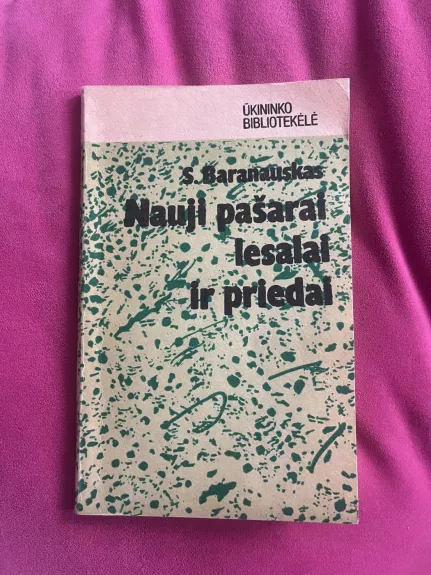 ŪKININKO
BIBLIOTEKĖLĖ
S. Baranauskas
Nauji pašarai
lesalai
ir priedai